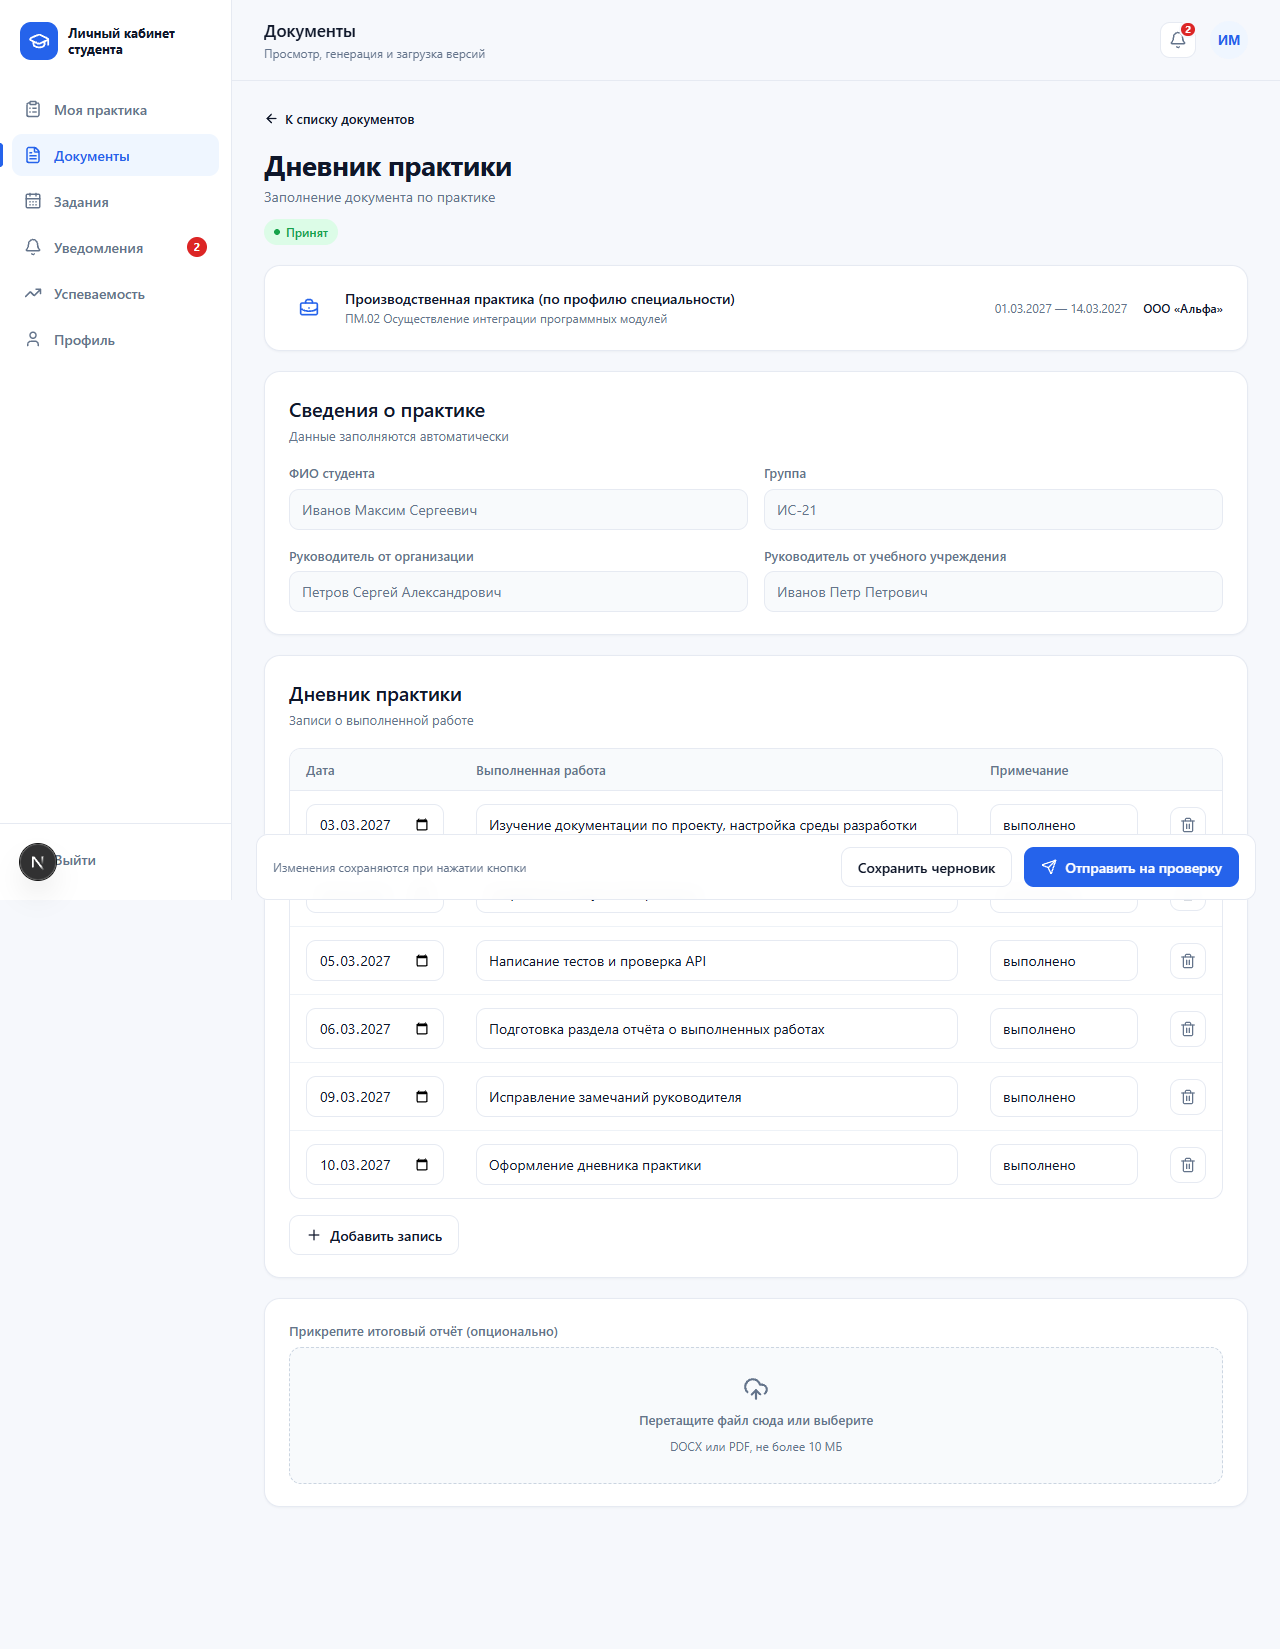 Личный кабинет
студента
Моя практика
Документы
Задания
Уведомления 2
Успеваемость
Профиль
N Выйти
Документы
Просмотр, генерация и загрузка версий
2
ИМ
К списку документов
Дневник практики
Заполнение документа по практике
Принят
Производственная практика (по профилю специальности)
ПМ.02 Осуществление интеграции программных модулей
01.03.2027 — 14.03.2027 ООО «Альфа»
Сведения о практике
Данные заполняются автоматически
ФИО студента Группа
Иванов Максим Сергеевич ИС-21
Руководитель от организации Руководитель от учебного учреждения
Петров Сергей Александрович Иванов Петр Петрович
Дневник практики
Записи о выполненной работе
Дата Выполненная работа Примечание
03.03.2027 Изучение документации по проекту, настройка среды разработки выполнено
Изменения сохраняются при нажатии кнопки Сохранить черновик Отправить на проверку
05.03.2027 Написание тестов и проверка API выполнено
06.03.2027 Подготовка раздела отчёта о выполненных работах выполнено
09.03.2027 Исправление замечаний руководителя выполнено
10.03.2027 Оформление дневника практики выполнено
Добавить запись
Прикрепите итоговый отчёт (опционально)
Перетащите файл сюда или выберите
DOCX или PDF, не более 10 МБ